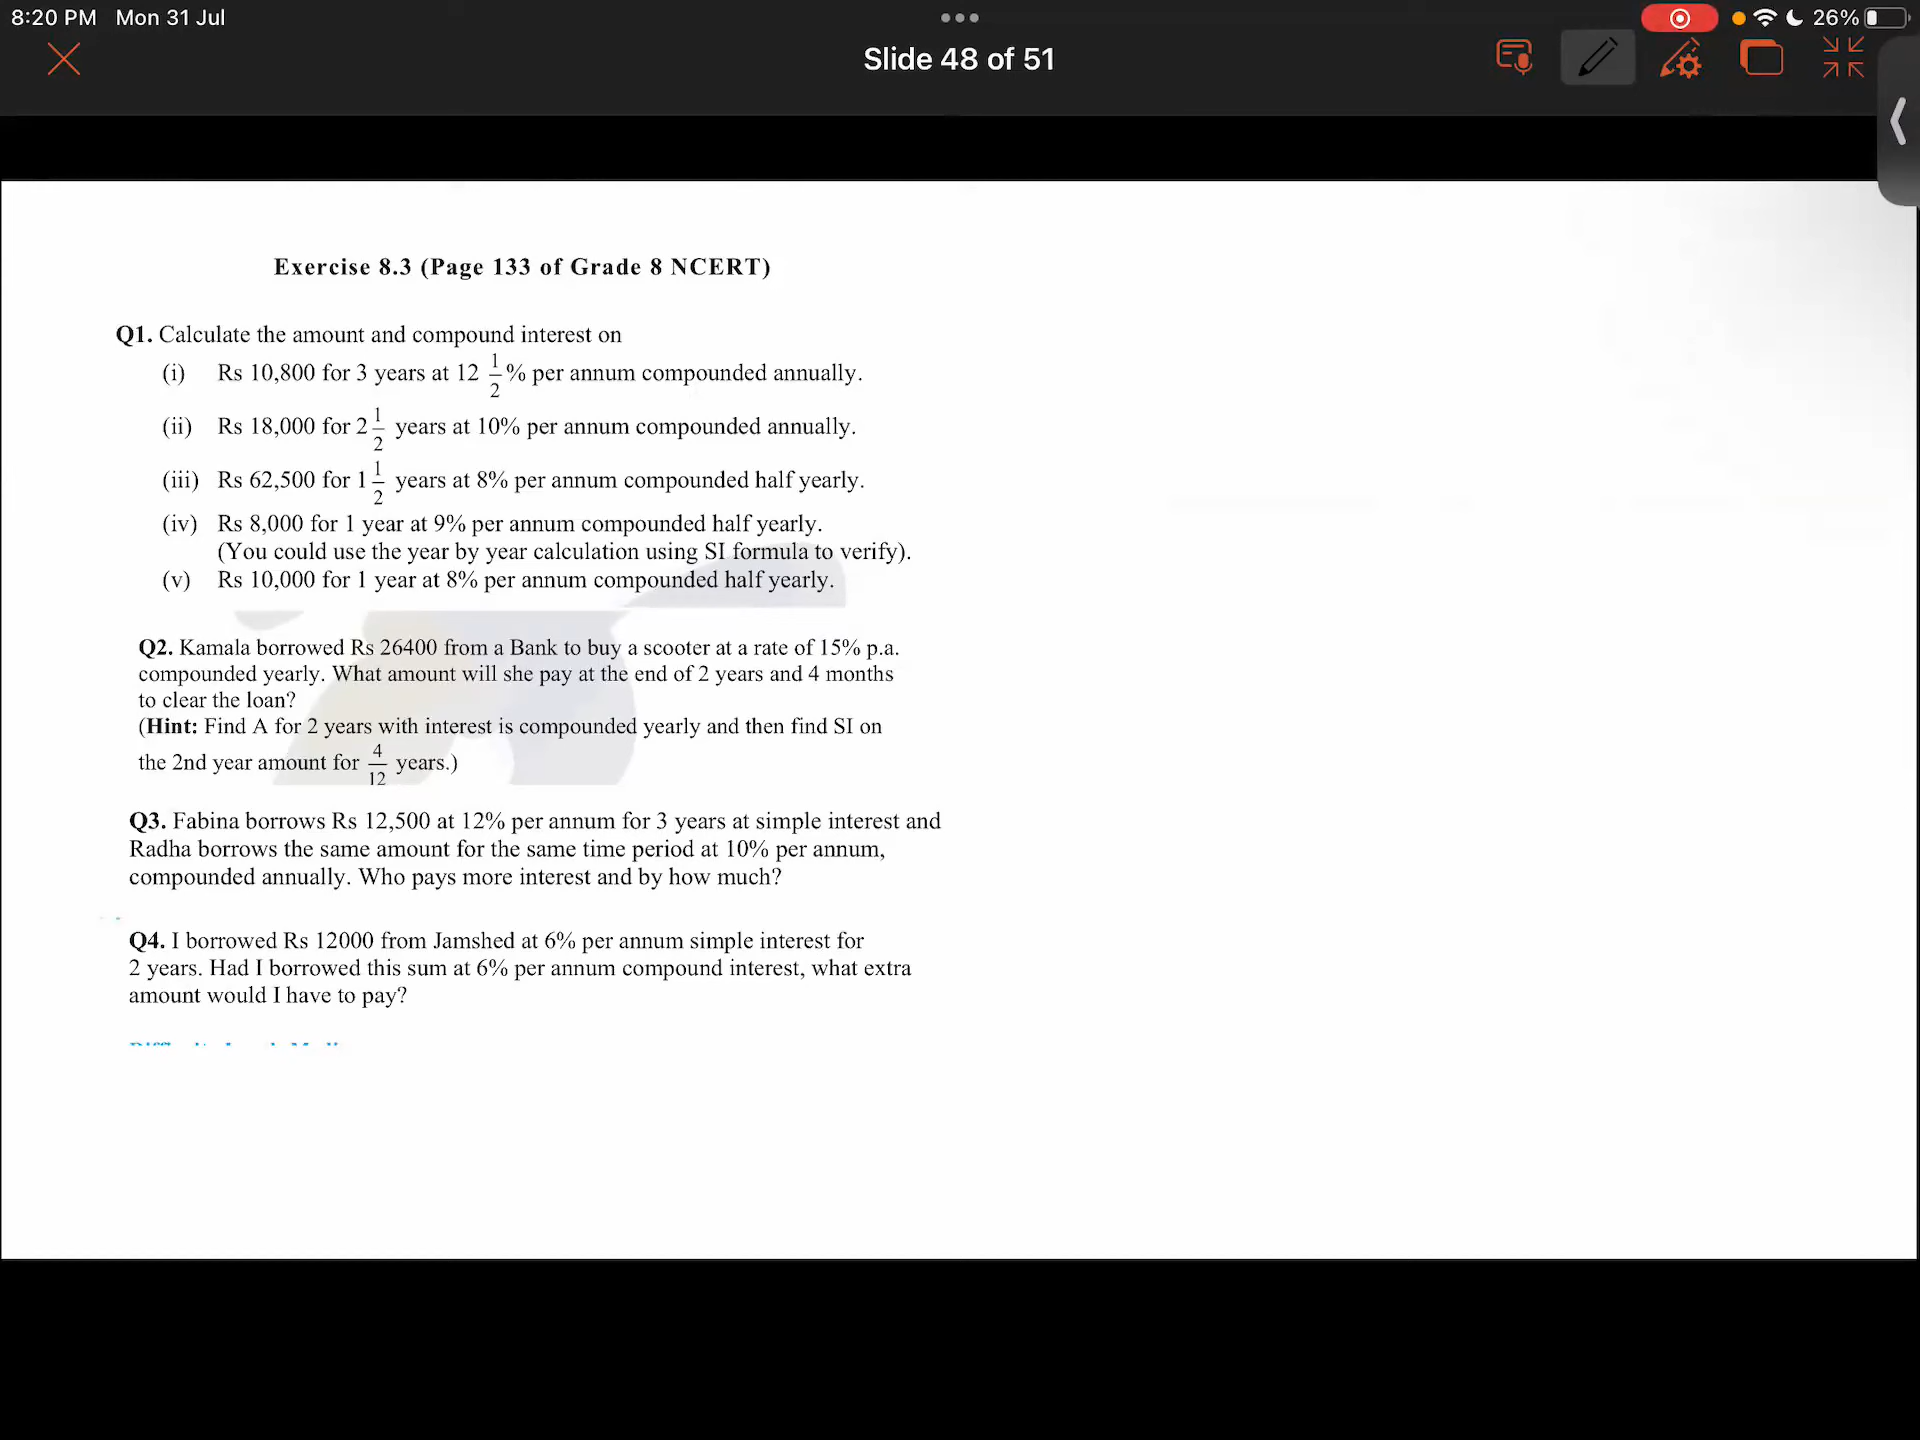 8:20 PM Mon 31 Jul
26%
Slide 48 of 51
Exercise 8.3 (Page 133 of Grade 8 NCERT)
Q1. Calculate the amount and compound interest on
(i) Rs 10,800 for 3 years at 12 1/2% per annum compounded annually.
(ii) Rs 18,000 for 2 1/2 years at 10% per annum compounded annually.
(iii) Rs 62,500 for 1 1/2 years at 8% per annum compounded half yearly.
(iv) Rs 8,000 for 1 year at 9% per annum compounded half yearly.
(You could use the year by year calculation using SI formula to verify).
(v) Rs 10,000 for 1 year at 8% per annum compounded half yearly.
Q2. Kamala borrowed Rs 26400 from a Bank to buy a scooter at a rate of 15% p.a.
compounded yearly. What amount will she pay at the end of 2 years and 4 months
to clear the loan?
(Hint: Find A for 2 years with interest is compounded yearly and then find SI on
the 2nd year amount for 4/12 years.)
Q3. Fabina borrows Rs 12,500 at 12% per annum for 3 years at simple interest and
Radha borrows the same amount for the same time period at 10% per annum,
compounded annually. Who pays more interest and by how much?
Q4. I borrowed Rs 12000 from Jamshed at 6% per annum simple interest for
2 years. Had I borrowed this sum at 6% per annum compound interest, what extra
amount would I have to pay?